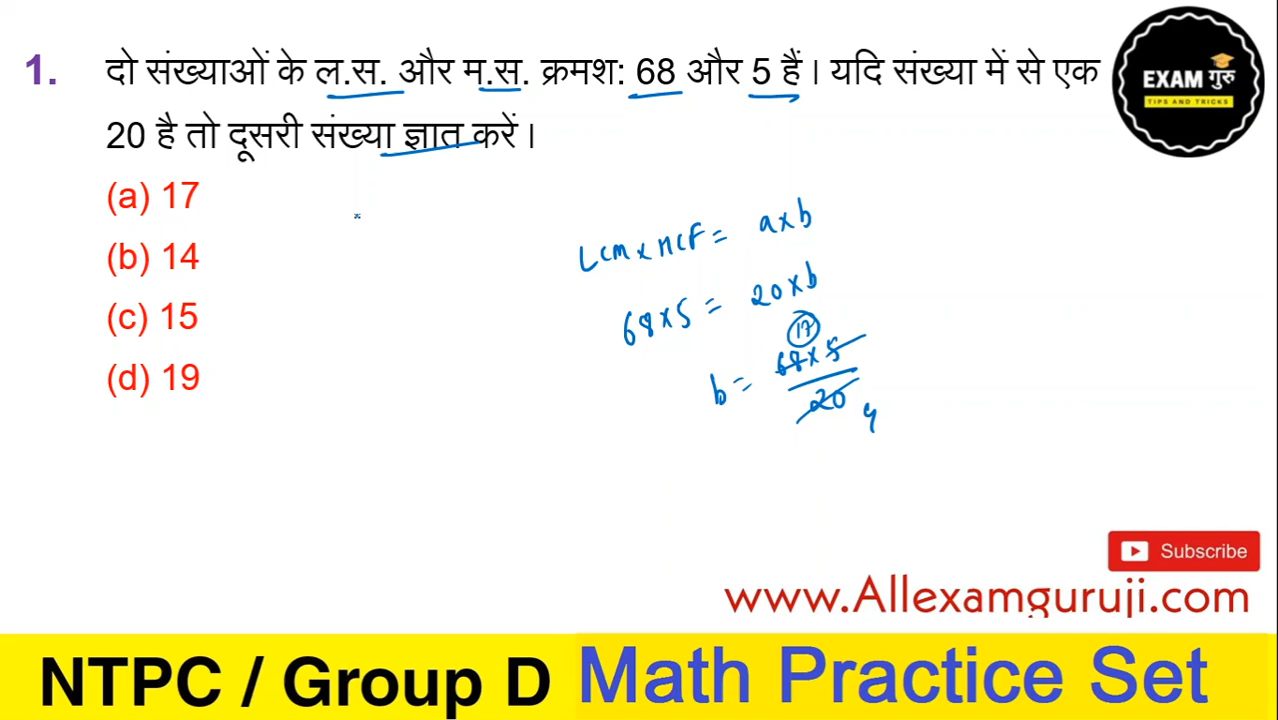 1. दो संख्याओं के ल.स. और म.स. क्रमश: 68 और 5 हैं। यदि संख्या में से एक
20 है तो दूसरी संख्या ज्ञात करें।
(a) 17
(b) 14
(c) 15
(d) 19
LCM x HCF = a x b
68 x 5 = 20 x b
17
b = 68 x 5
20 4
EXAM गुरु
TIPS AND TRICKS
Subscribe
www.Allexamguruji.com
NTPC / Group D Math Practice Set